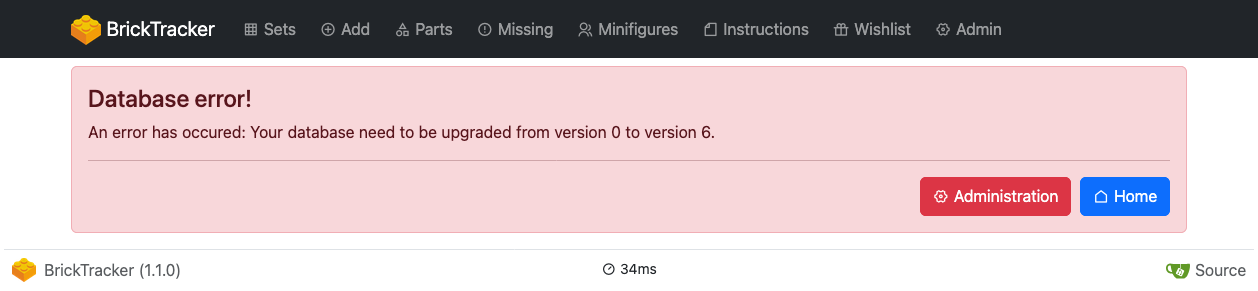 BrickTracker Sets Add Parts Missing Minifigures Instructions Wishlist Admin
Database error!
An error has occured: Your database need to be upgraded from version 0 to version 6.
Administration Home
BrickTracker (1.1.0) 34ms Source